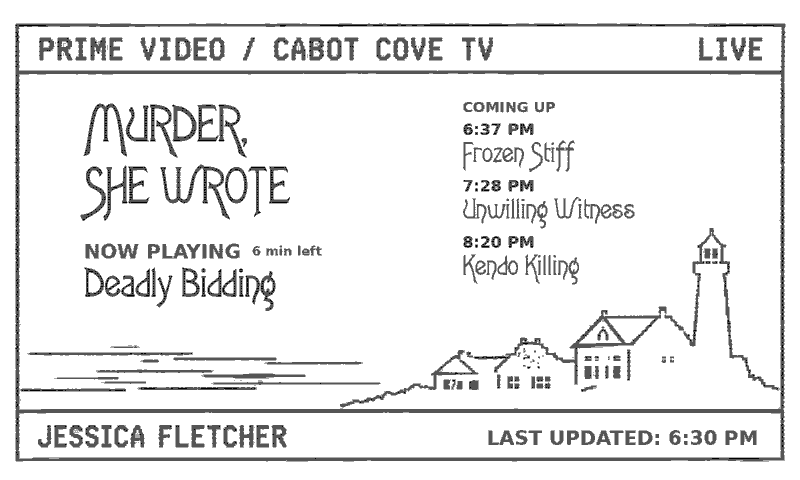 PRIME VIDEO / CABOT COVE TV
LIVE
MURDER,
SHE WROTE
NOW PLAYING 6 min left
Deadly Bidding
COMING UP
6:37 PM
Frozen Stiff
7:28 PM
Unwilling Witness
8:20 PM
Kendo Killing
JESSICA FLETCHER
LAST UPDATED: 6:30 PM